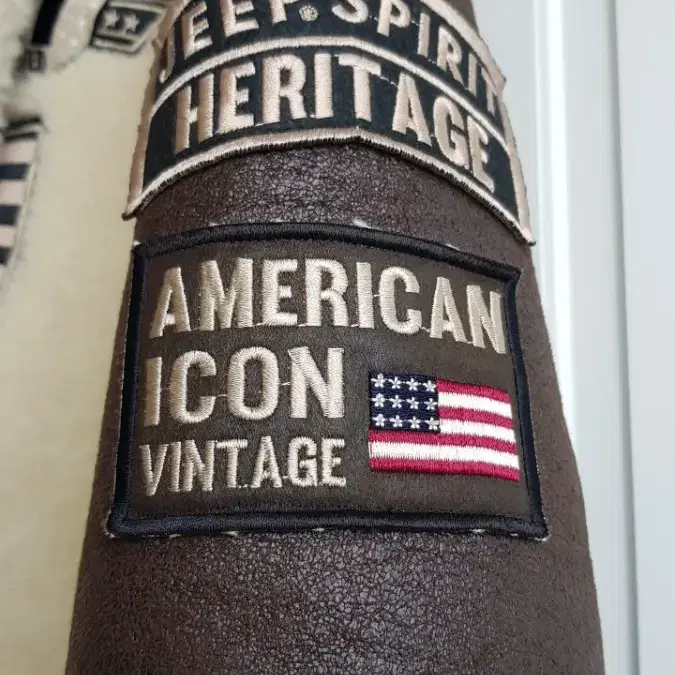 JEEP. SPIRIT
HERITAGE
AMERICAN
ICON
VINTAGE